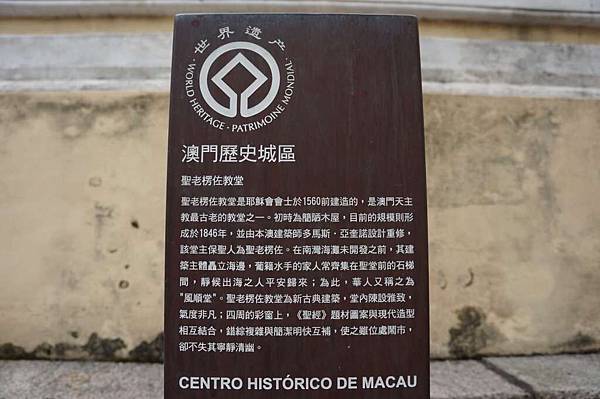 世界遗产
·WORLD HERITAGE·PATRIMOINE MONDIAL
澳門歷史城區
聖老楞佐教堂
聖老楞佐教堂是耶穌會會士於1560前建造的，是澳門天主
教最古老的教堂之一。初時為簡陋木屋，目前的規模則形
成於1846年，並由本澳建築師多馬斯·亞奎諾設計重修，
該堂主保聖人為聖老楞佐。在南灣海灘未開發之前，其建
築主體矗立海邊，葡籍水手的家人常齊集在聖堂前的石梯
間，靜候出海之人平安歸來；為此，華人又稱之為
"風順堂"。聖老楞佐教堂為新古典建築，堂內陳設雅致，
氣度非凡；四周的彩窗上，《聖經》題材圖案與現代造型
相互結合，錯綜複雜與簡潔明快互補，使之雖位處鬧市，
卻不失其寧靜清幽。
CENTRO HISTÓRICO DE MACAU